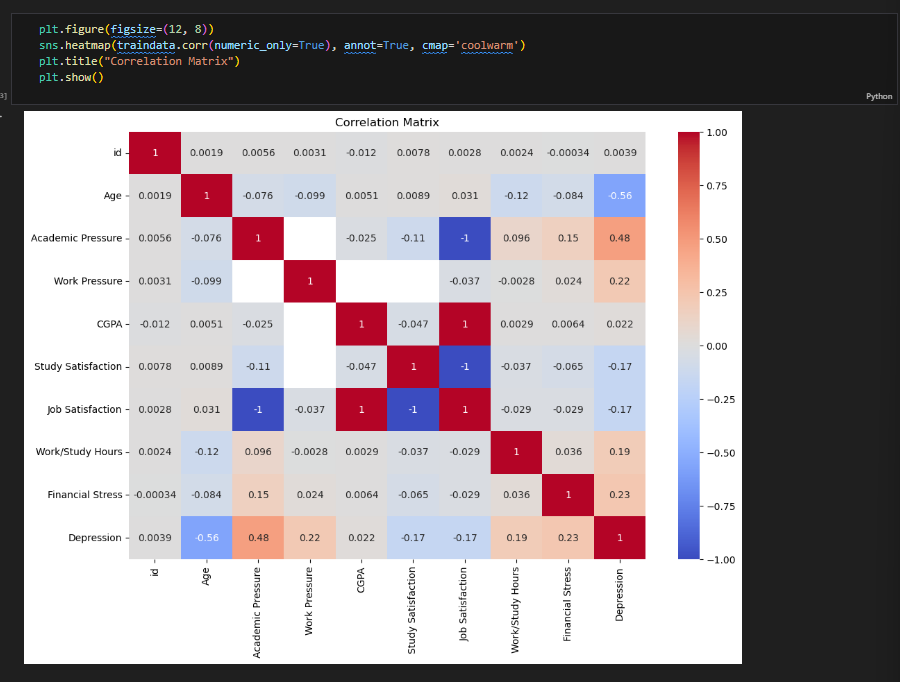 plt.figure(figsize=(12, 8))
sns.heatmap(traindata.corr(numeric_only=True), annot=True, cmap='coolwarm')
plt.title("Correlation Matrix")
plt.show()
3]
Python
Correlation Matrix
id 1 0.0019 0.0056 0.0031 -0.012 0.0078 0.0028 0.0024 -0.00034 0.0039
Age 0.0019 1 -0.076 -0.099 0.0051 0.0089 0.031 -0.12 -0.084 -0.56
Academic Pressure 0.0056 -0.076 1 -0.025 -0.11 -1 0.096 0.15 0.48
Work Pressure 0.0031 -0.099 1 -0.037 -0.0028 0.024 0.22
CGPA -0.012 0.0051 -0.025 1 -0.047 1 0.0029 0.0064 0.022
Study Satisfaction 0.0078 0.0089 -0.11 -0.047 1 -1 -0.037 -0.065 -0.17
Job Satisfaction 0.0028 0.031 -1 -0.037 1 -1 1 -0.029 -0.029 -0.17
Work/Study Hours 0.0024 -0.12 0.096 -0.0028 0.0029 -0.037 -0.029 1 0.036 0.19
Financial Stress -0.00034 -0.084 0.15 0.024 0.0064 -0.065 -0.029 0.036 1 0.23
Depression 0.0039 -0.56 0.48 0.22 0.022 -0.17 -0.17 0.19 0.23 1
id
Age
Academic Pressure
Work Pressure
CGPA
Study Satisfaction
Job Satisfaction
Work/Study Hours
Financial Stress
Depression
1.00
0.75
0.50
0.25
0.00
−0.25
−0.50
−0.75
−1.00